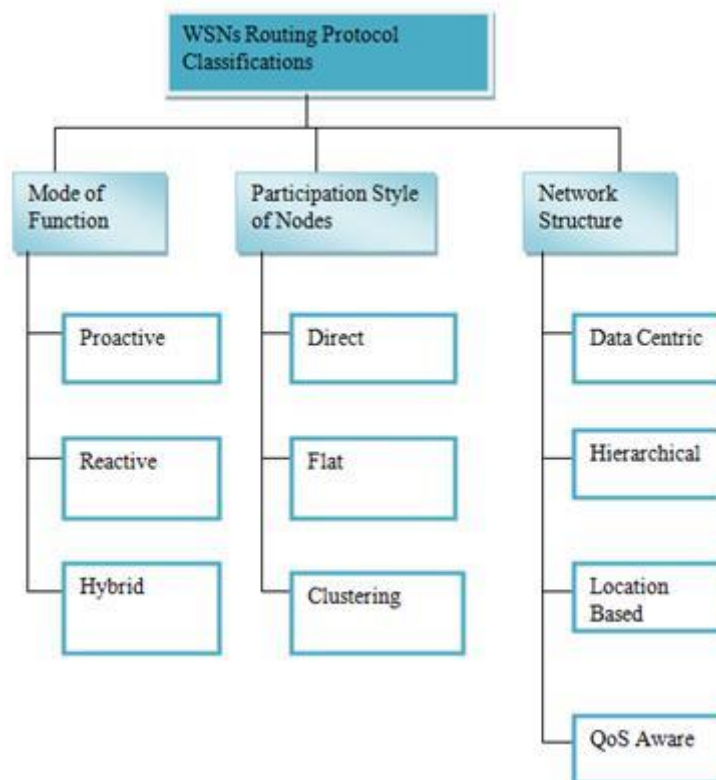 WSNs Routing Protocol
Classifications
Mode of
Function
Participation Style
of Nodes
Network
Structure
Proactive
Direct
Data Centric
Reactive
Flat
Hierarchical
Hybrid
Clustering
Location
Based
QoS Aware